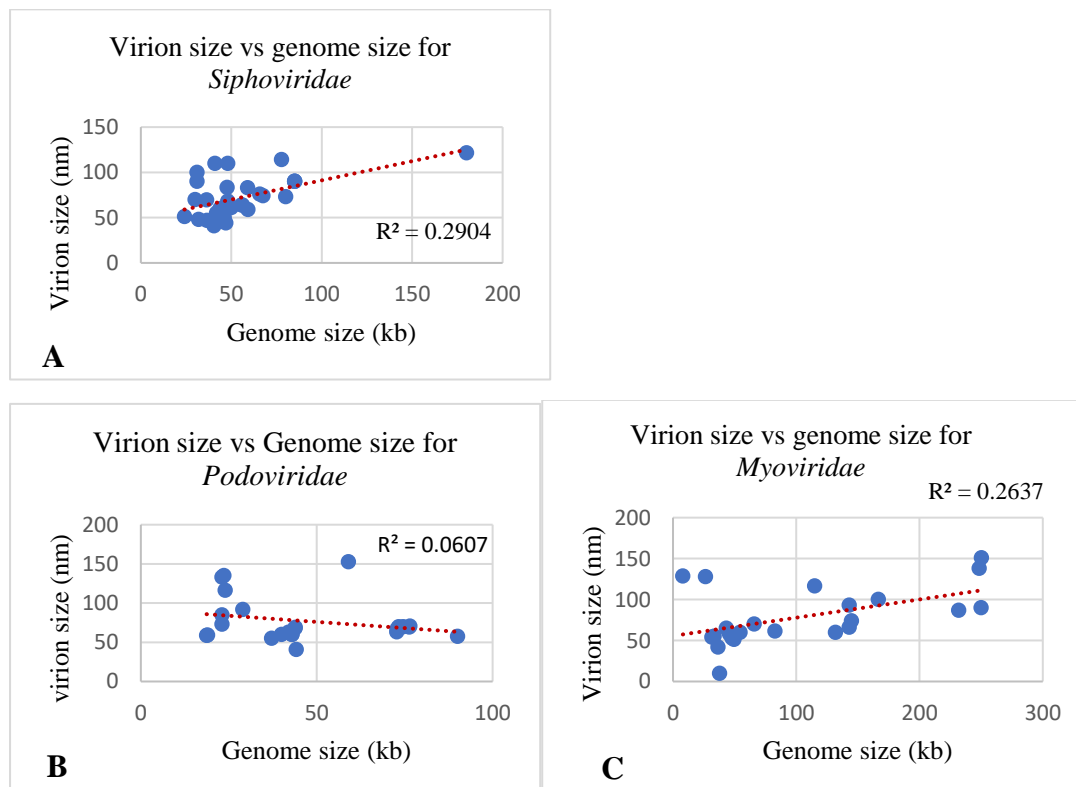 Virion size vs genome size for
Siphoviridae
Virion size (nm)
150
100
50
0
R² = 0.2904
0 50 100 150 200
Genome size (kb)
A
Virion size vs Genome size for
Podoviridae
virion size (nm)
200
150
100
50
0
R² = 0.0607
0 50 100
Genome size (kb)
B
Virion size vs genome size for
Myoviridae
R² = 0.2637
Virion size (nm)
200
150
100
50
0
0 100 200 300
Genome size (kb)
C